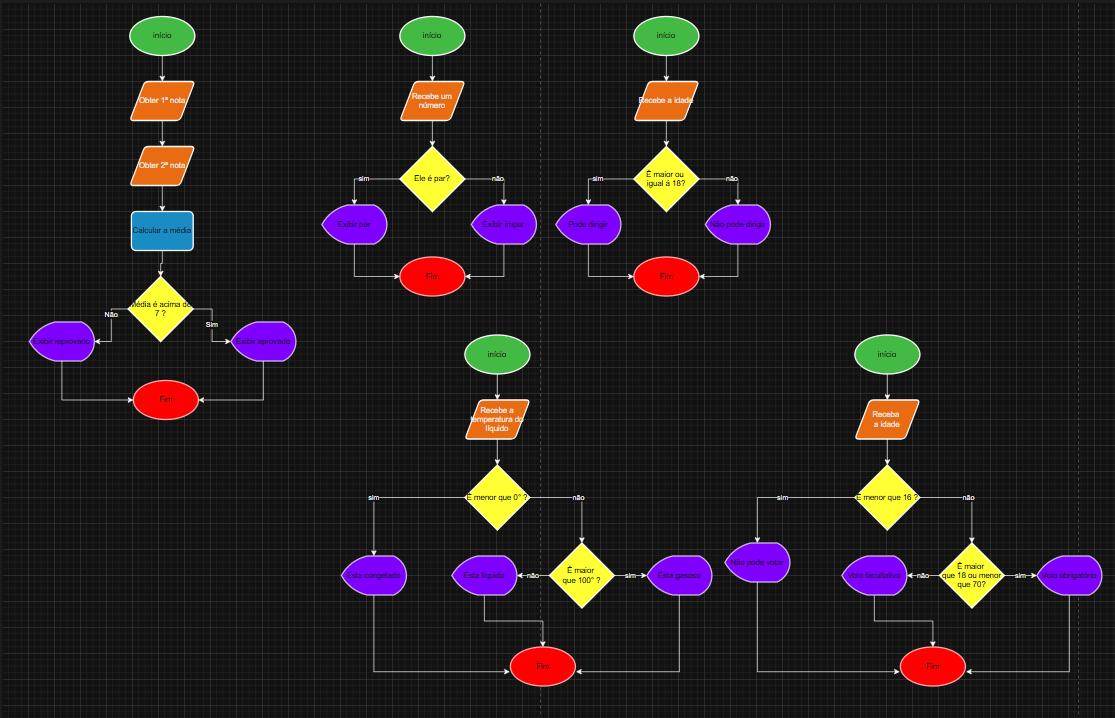 início
Obter 1ª nota
Obter 2ª nota
Calcular a média
Média é acima de
7 ?
Não
Sim
Exibir reprovado
Exibir aprovado
Fim
início
Recebe um
número
Ele é par?
sim
não
Exibir par
Exibir impar
Fim
início
Recebe a idade
É maior ou
igual á 18?
sim
não
Pode dirigir
Não pode dirigir
Fim
início
Recebe a
temperatura do
líquido
É menor que 0° ?
sim
não
Esta congelado
Esta líquido
não
É maior
que 100° ?
sim
Esta gasoso
Fim
início
Receba
a idade
É menor que 16 ?
sim
não
Não pode votar
Voto facultativo
não
É maior
que 18 ou menor
que 70?
sim
Voto obrigatório
Fim